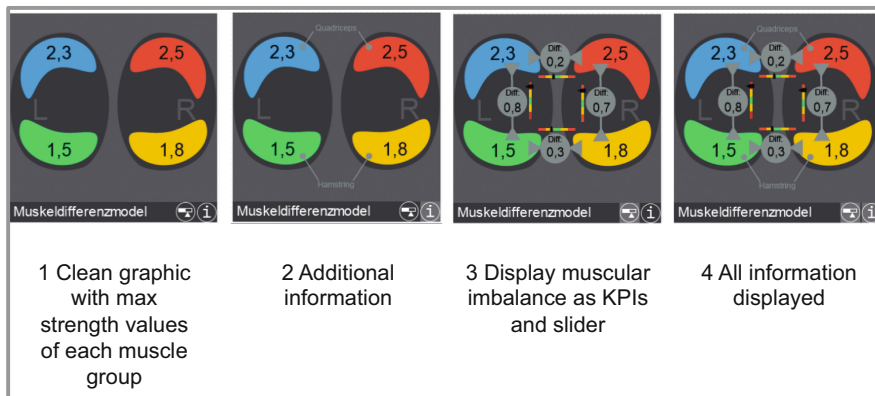 2,3
2,5
L
R
1,5
1,8
Muskeldifferenzmodel
i
1 Clean graphic
with max
strength values
of each muscle
group
Quadriceps
2,3
2,5
L
R
1,5
1,8
Hamstring
Muskeldifferenzmodel
i
2 Additional
information
2,3
Diff:
0,2
2,5
L
Diff:
0,8
Diff:
0,7
R
1,5
Diff:
0,3
1,8
Muskeldifferenzmodel
i
3 Display muscular
imbalance as KPIs
and slider
Quadriceps
2,3
Diff:
0,2
2,5
L
Diff:
0,8
Diff:
0,7
R
1,5
Diff:
0,3
1,8
Hamstring
Muskeldifferenzmodel
i
4 All information
displayed